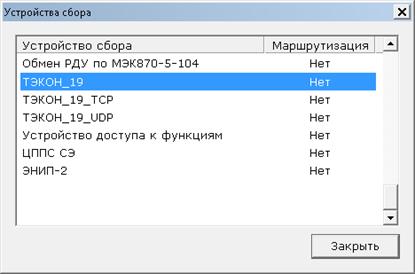 Устройства сбора
Устройство сбора Маршрутизация
Обмен РДУ по МЭК870-5-104 Нет
ТЭКОН_19 Нет
ТЭКОН_19_TCP Нет
ТЭКОН_19_UDP Нет
Устройство доступа к функциям Нет
ЦППС СЭ Нет
ЭНИП-2 Нет
Закрыть